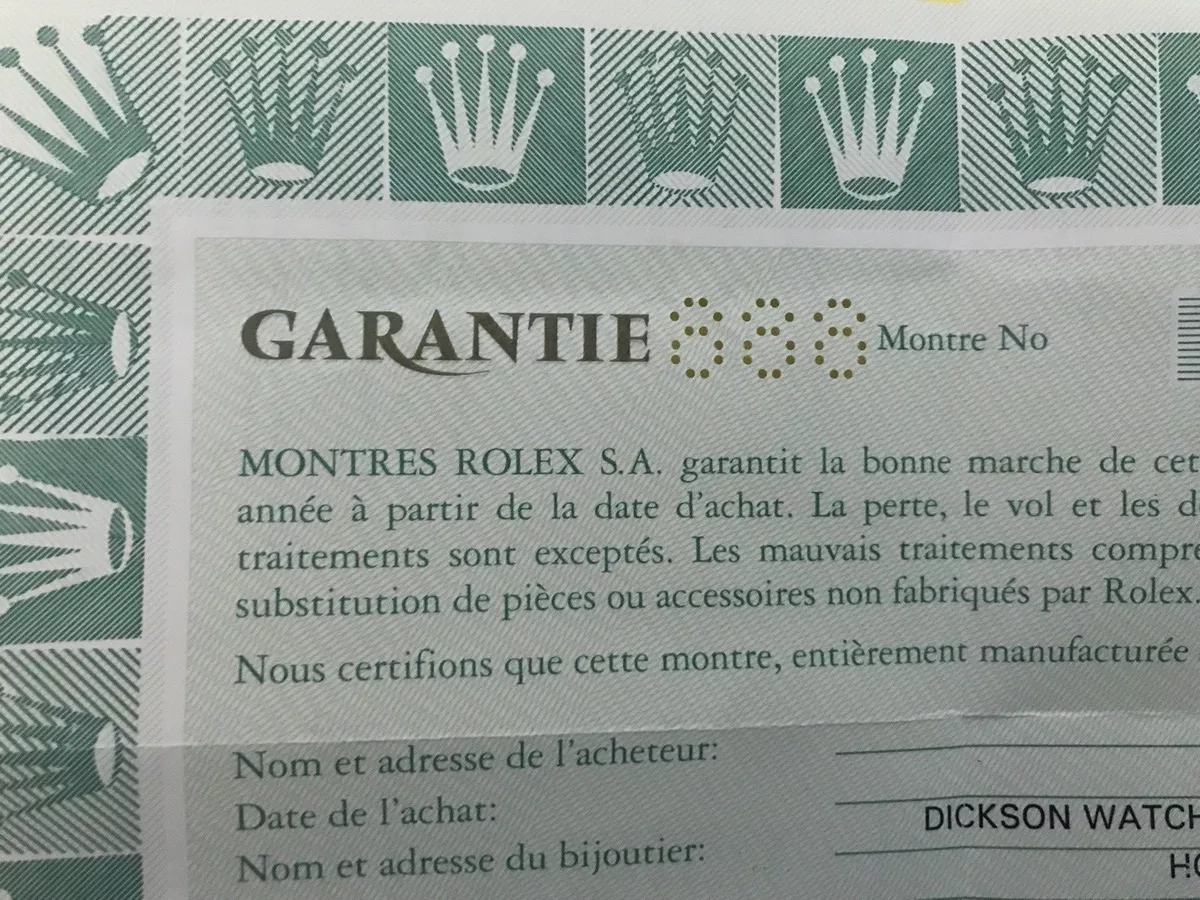 GARANTIE 888 Montre No
MONTRES ROLEX S.A. garantit la bonne marche de cet
année à partir de la date d'achat. La perte, le vol et les d
traitements sont exceptés. Les mauvais traitements compre
substitution de pièces ou accessoires non fabriqués par Rolex.
Nous certifions que cette montre, entièrement manufacturée
Nom et adresse de l'acheteur:
Date de l'achat:
DICKSON WATCH
Nom et adresse du bijoutier:
HO